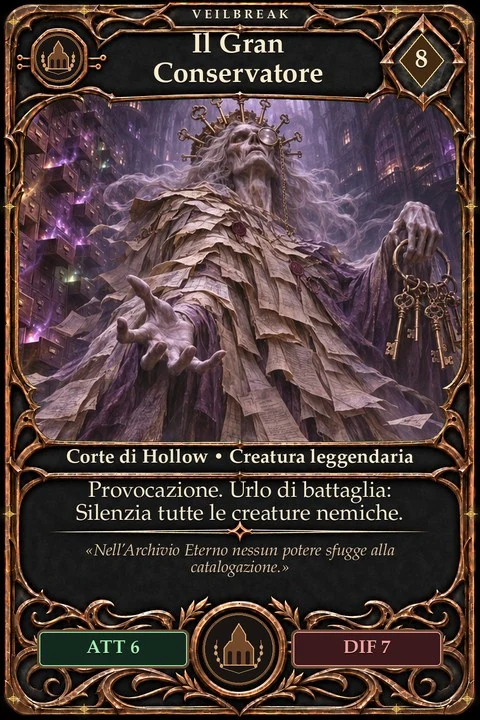 VEILBREAK
Il Gran
Conservatore
8
Corte di Hollow • Creatura leggendaria
Provocazione. Urlo di battaglia:
Silenzia tutte le creature nemiche.
«Nell'Archivio Eterno nessun potere sfugge alla
catalogazione.»
ATT 6
DIF 7